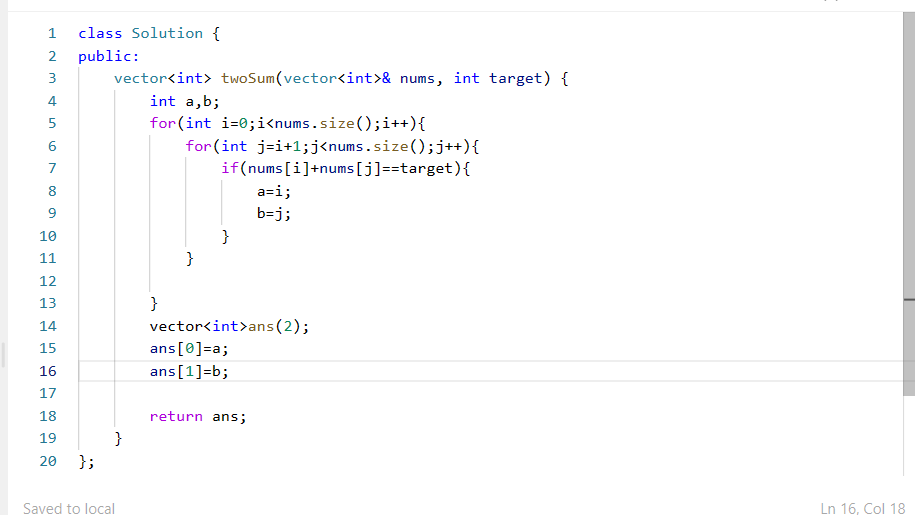 1 class Solution {
2 public:
3 vector<int> twoSum(vector<int>& nums, int target) {
4 int a,b;
5 for(int i=0;i<nums.size();i++){
6 for(int j=i+1;j<nums.size();j++){
7 if(nums[i]+nums[j]==target){
8 a=i;
9 b=j;
10 }
11 }
12
13 }
14 vector<int>ans(2);
15 ans[0]=a;
16 ans[1]=b;
17
18 return ans;
19 }
20 };
Saved to local Ln 16, Col 18